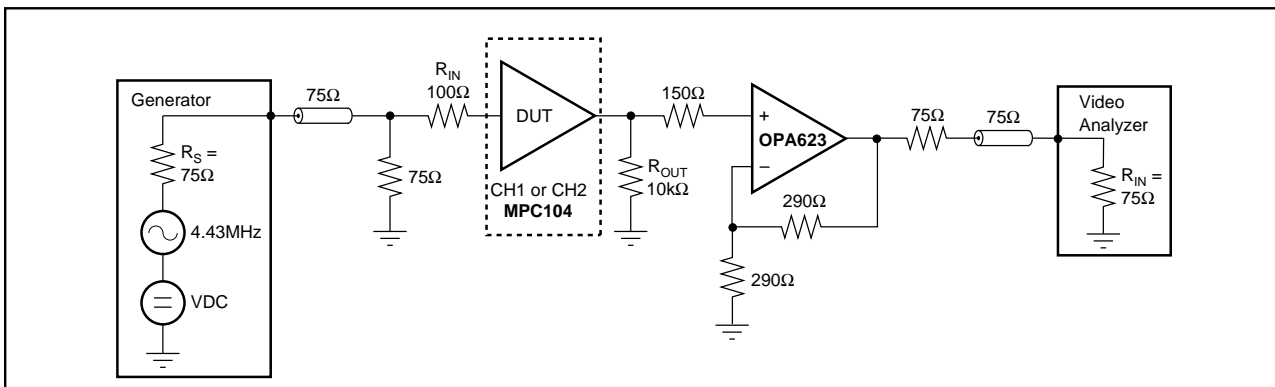 Generator
R_S =
75Ω
4.43MHz
VDC
75Ω
75Ω
R_IN
100Ω
DUT
CH1 or CH2
MPC104
R_OUT
10kΩ
150Ω
+
OPA623
–
290Ω
290Ω
75Ω
75Ω
Video
Analyzer
R_IN =
75Ω